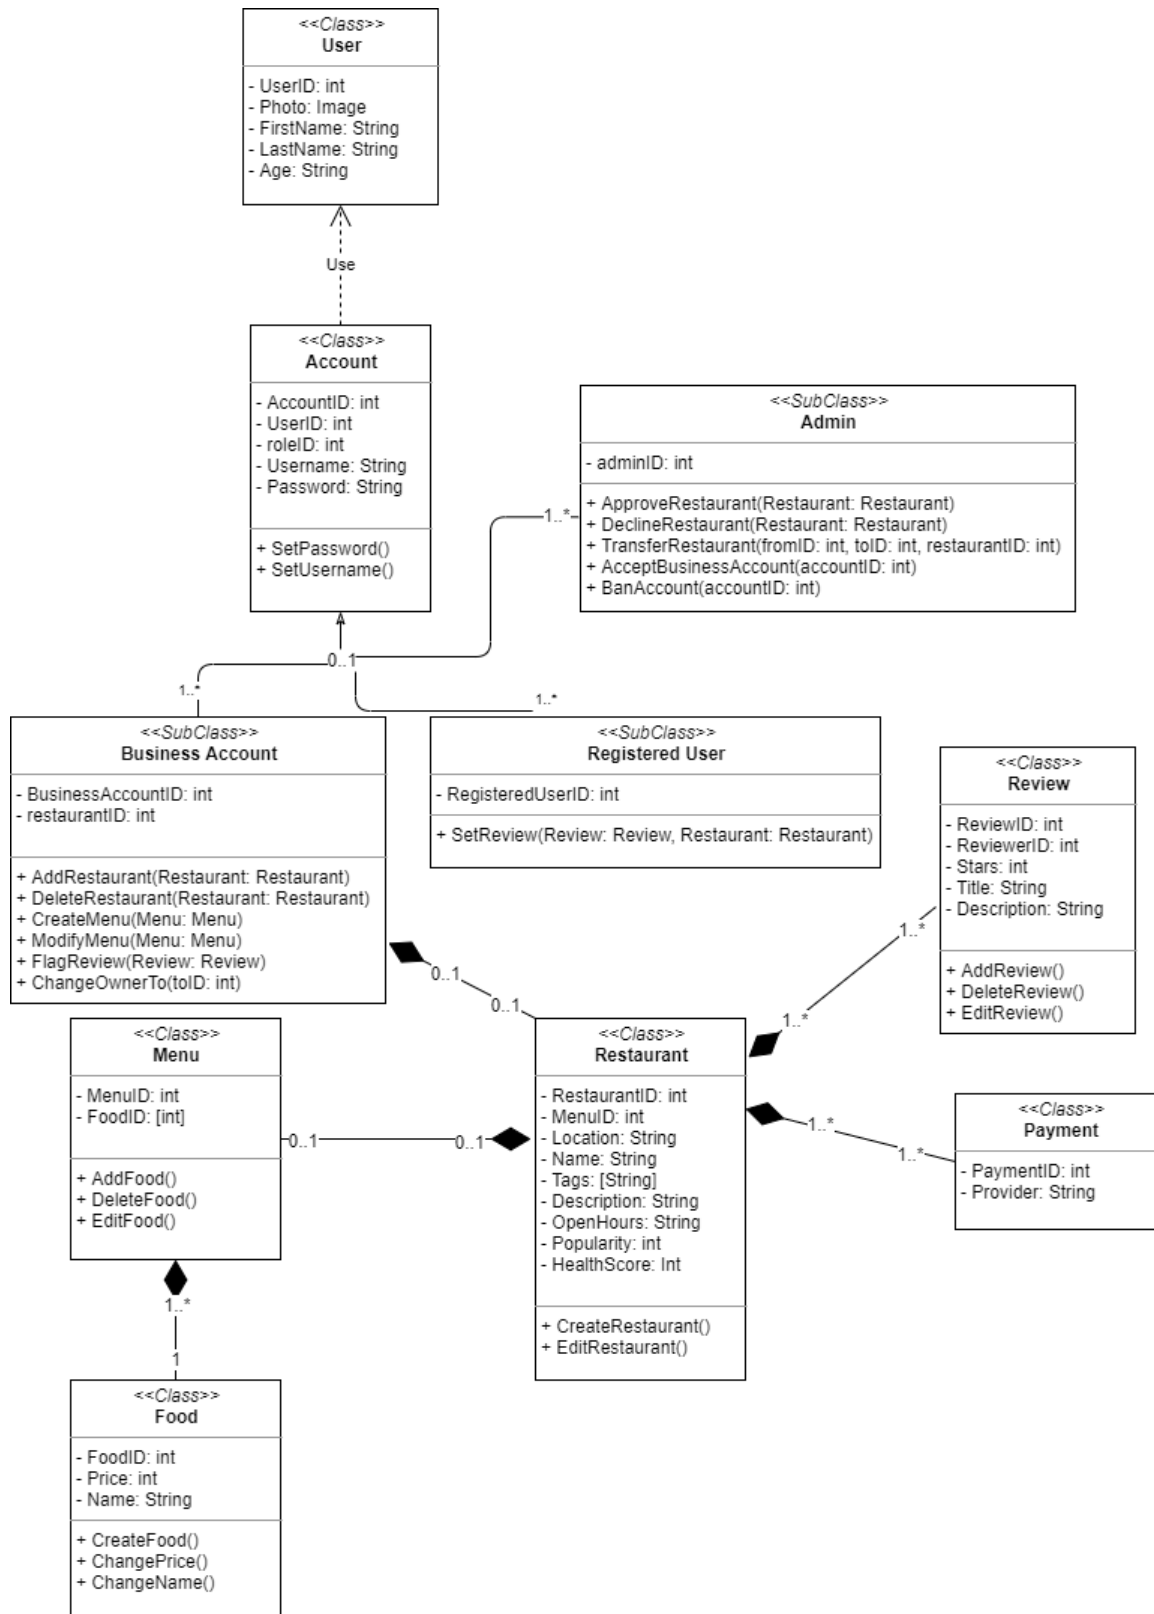 <<Class>>
User
- UserID: int
- Photo: Image
- FirstName: String
- LastName: String
- Age: String
Use
<<Class>>
Account
- AccountID: int
- UserID: int
- roleID: int
- Username: String
- Password: String
+ SetPassword()
+ SetUsername()
<<SubClass>>
Admin
- adminID: int
+ ApproveRestaurant(Restaurant: Restaurant)
+ DeclineRestaurant(Restaurant: Restaurant)
+ TransferRestaurant(fromID: int, toID: int, restaurantID: int)
+ AcceptBusinessAccount(accountID: int)
+ BanAccount(accountID: int)
1..*
0..1
1..*
1..*
<<SubClass>>
Business Account
- BusinessAccountID: int
- restaurantID: int
+ AddRestaurant(Restaurant: Restaurant)
+ DeleteRestaurant(Restaurant: Restaurant)
+ CreateMenu(Menu: Menu)
+ ModifyMenu(Menu: Menu)
+ FlagReview(Review: Review)
+ ChangeOwnerTo(toID: int)
<<SubClass>>
Registered User
- RegisteredUserID: int
+ SetReview(Review: Review, Restaurant: Restaurant)
<<Class>>
Review
- ReviewID: int
- ReviewerID: int
- Stars: int
- Title: String
- Description: String
+ AddReview()
+ DeleteReview()
+ EditReview()
1..*
1..*
0..1
0..1
<<Class>>
Menu
- MenuID: int
- FoodID: [int]
+ AddFood()
+ DeleteFood()
+ EditFood()
0..1
0..1
<<Class>>
Restaurant
- RestaurantID: int
- MenuID: int
- Location: String
- Name: String
- Tags: [String]
- Description: String
- OpenHours: String
- Popularity: int
- HealthScore: Int
+ CreateRestaurant()
+ EditRestaurant()
1..*
1..*
<<Class>>
Payment
- PaymentID: int
- Provider: String
1..*
1
<<Class>>
Food
- FoodID: int
- Price: int
- Name: String
+ CreateFood()
+ ChangePrice()
+ ChangeName()